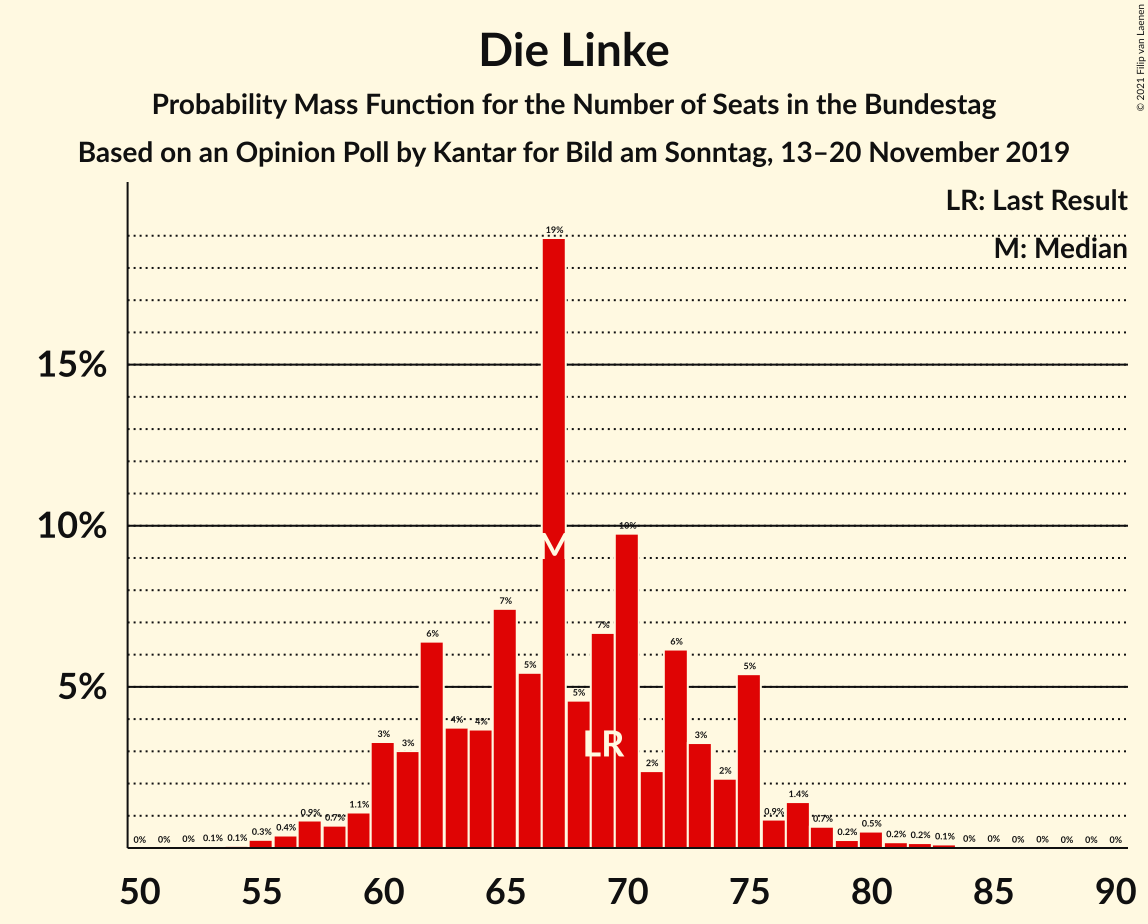 Die Linke
Probability Mass Function for the Number of Seats in the Bundestag
Based on an Opinion Poll by Kantar for Bild am Sonntag, 13–20 November 2019
© 2021 Filip van Laenen
LR: Last Result
M: Median
15%
10%
5%
0% 0% 0% 0.1% 0.1% 0.3% 0.4% 0.9% 0.7% 1.1% 3% 3% 6% 4% 4% 7% 5% 19% 5% 7% 10% 2% 6% 3% 2% 5% 0.9% 1.4% 0.7% 0.2% 0.5% 0.2% 0.2% 0.1% 0% 0% 0% 0% 0% 0% 0%
M
LR
50 55 60 65 70 75 80 85 90